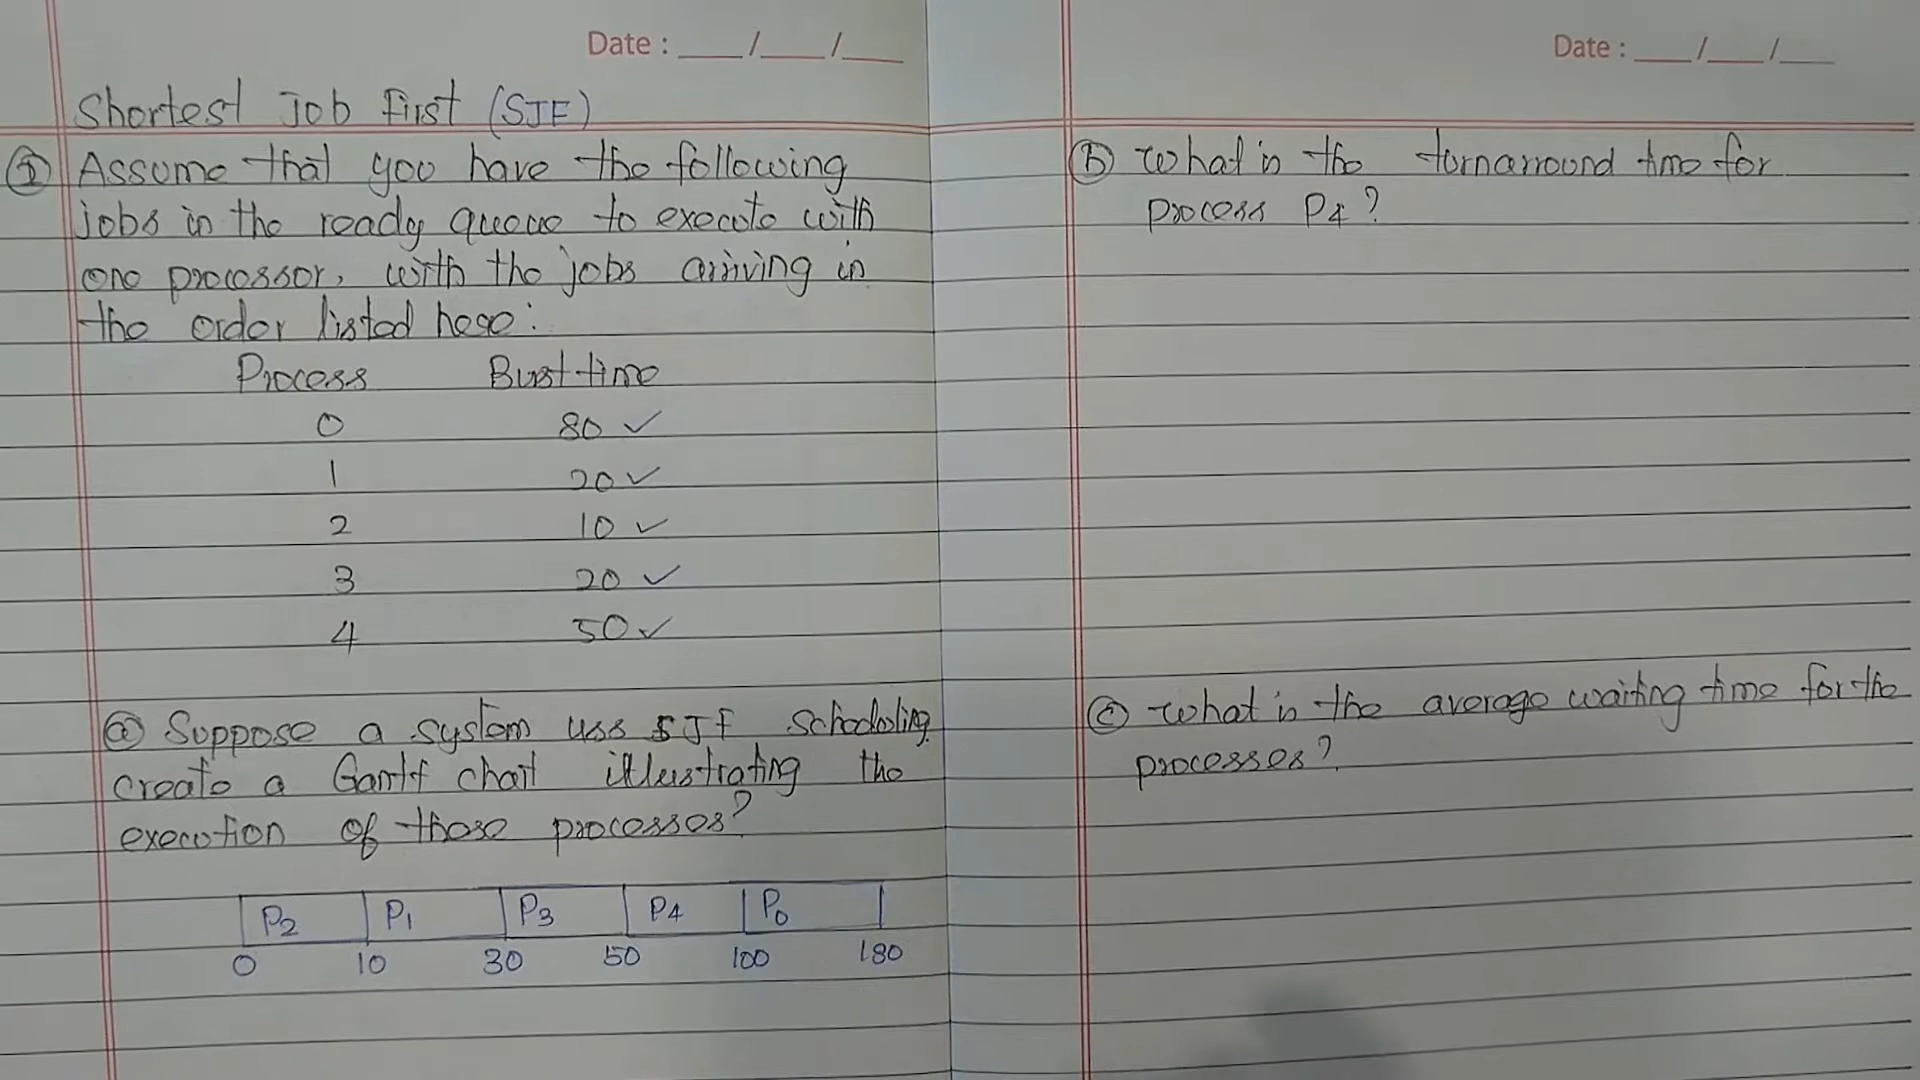 Date : ___/___/___
Shortest Job First (SJF)
① Assume that you have the following
jobs in the ready queue to execute with
one processor, with the jobs arriving in
the order listed here:
Process Burst time
0 80 ✓
1 20 ✓
2 10 ✓
3 20 ✓
4 50 ✓
ⓐ Suppose a system uses SJF scheduling
create a Gantt chart illustrating the
execution of these processes?
P2 P1 P3 P4 P0
0 10 30 50 100 180
Date : ___/___/___
ⓑ What is the turnarround time for
process P4?
ⓒ What is the average waiting time for the
processes?